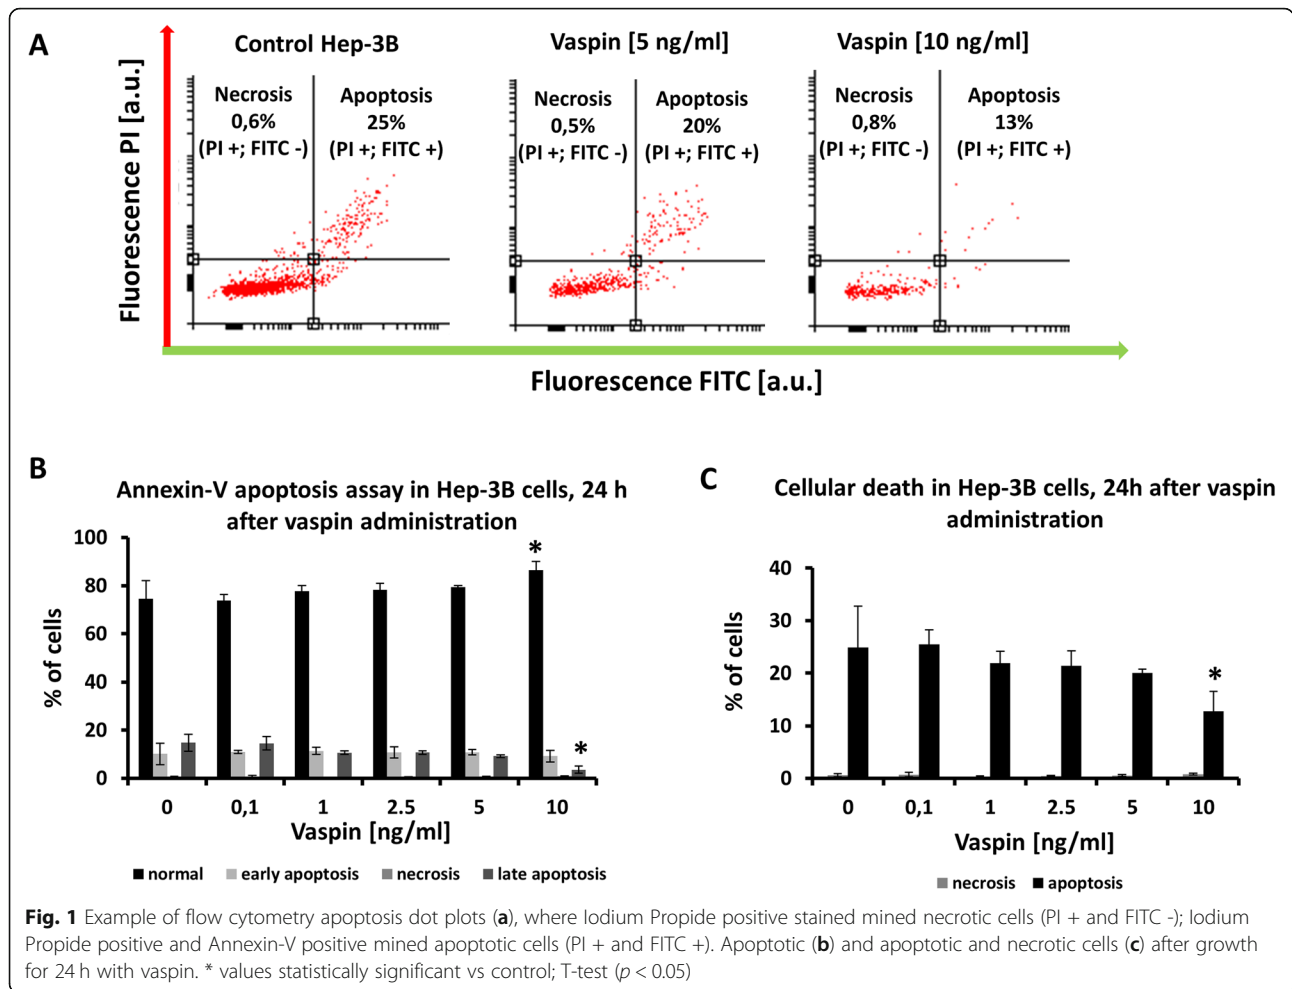 A
Control Hep-3B
Vaspin [5 ng/ml]
Vaspin [10 ng/ml]
Fluorescence PI [a.u.]
Necrosis
0,6%
(PI +; FITC -)
Apoptosis
25%
(PI +; FITC +)
Necrosis
0,5%
(PI +; FITC -)
Apoptosis
20%
(PI +; FITC +)
Necrosis
0,8%
(PI +; FITC -)
Apoptosis
13%
(PI +; FITC +)
Fluorescence FITC [a.u.]
B
Annexin-V apoptosis assay in Hep-3B cells, 24 h
after vaspin administration
% of cells
100
80
60
40
20
0
*
*
0 0,1 1 2.5 5 10
Vaspin [ng/ml]
normal early apoptosis necrosis late apoptosis
C
Cellular death in Hep-3B cells, 24h after vaspin
administration
% of cells
40
30
20
10
0
*
0 0,1 1 2.5 5 10
Vaspin [ng/ml]
necrosis apoptosis
Fig. 1 Example of flow cytometry apoptosis dot plots (a), where Iodium Propide positive stained mined necrotic cells (PI + and FITC -); Iodium
Propide positive and Annexin-V positive mined apoptotic cells (PI + and FITC +). Apoptotic (b) and apoptotic and necrotic cells (c) after growth
for 24 h with vaspin. * values statistically significant vs control; T-test (p < 0.05)